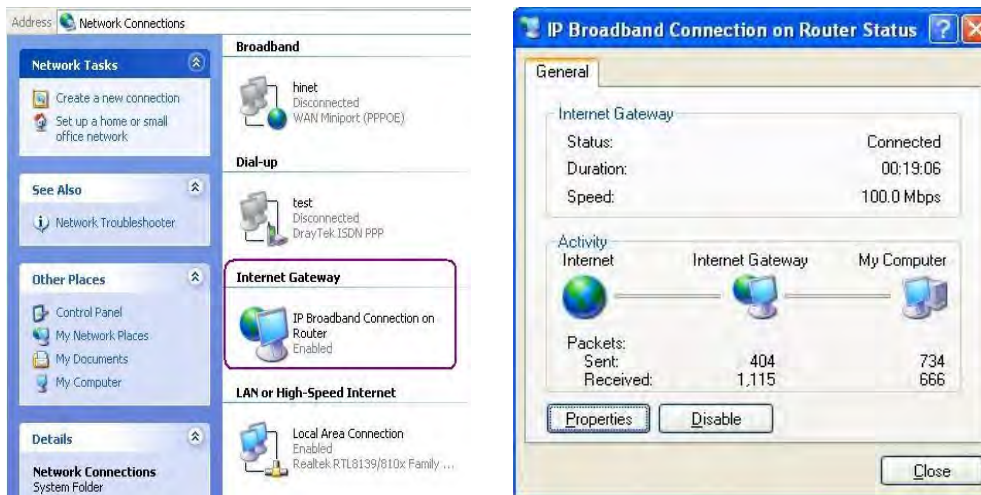 Address Network Connections
Network Tasks
Create a new connection
Set up a home or small
office network
See Also
Network Troubleshooter
Other Places
Control Panel
My Network Places
My Documents
My Computer
Details
Network Connections
System Folder
Broadband
hinet
Disconnected
WAN Miniport (PPPOE)
Dial-up
test
Disconnected
DrayTek ISDN PPP
Internet Gateway
IP Broadband Connection on
Router
Enabled
LAN or High-Speed Internet
Local Area Connection
Enabled
Realtek RTL8139/810x Family ...
IP Broadband Connection on Router Status
General
Internet Gateway
Status: Connected
Duration: 00:19:06
Speed: 100.0 Mbps
Activity
Internet Internet Gateway My Computer
Packets:
Sent: 404 734
Received: 1,115 666
Properties Disable
Close